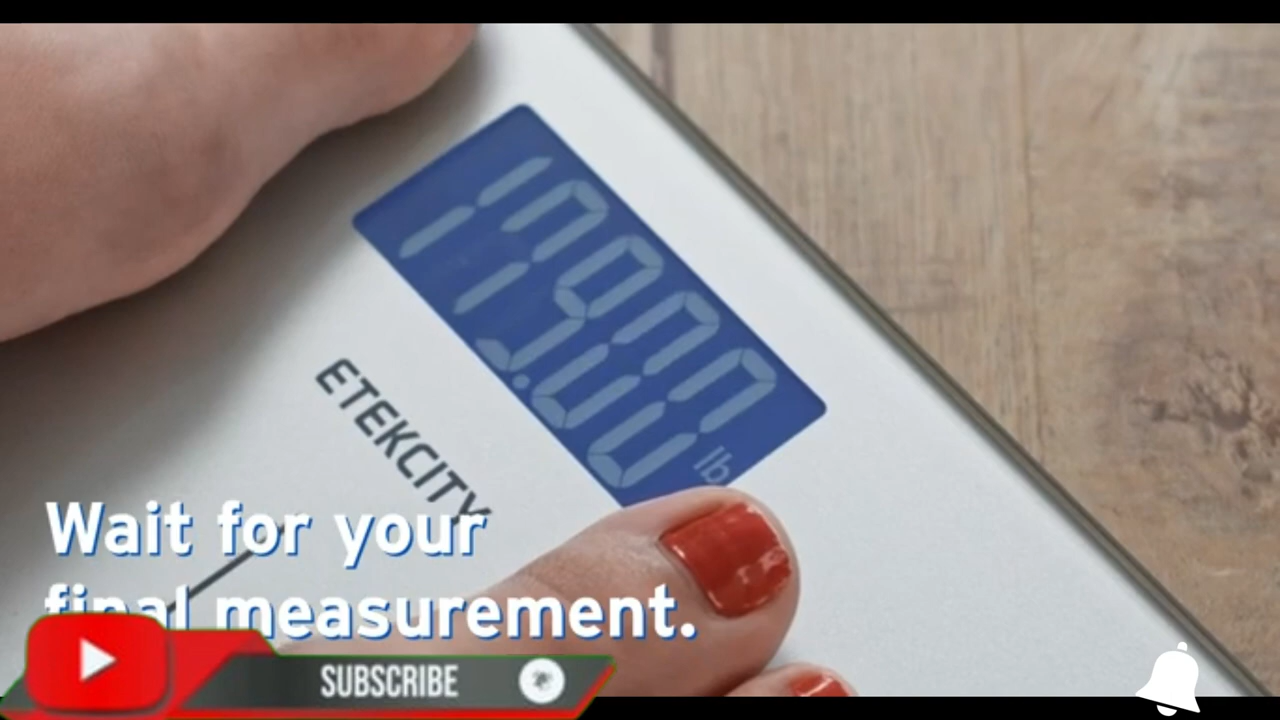 lb
ETEKCITY
Wait for your
final measurement.
SUBSCRIBE